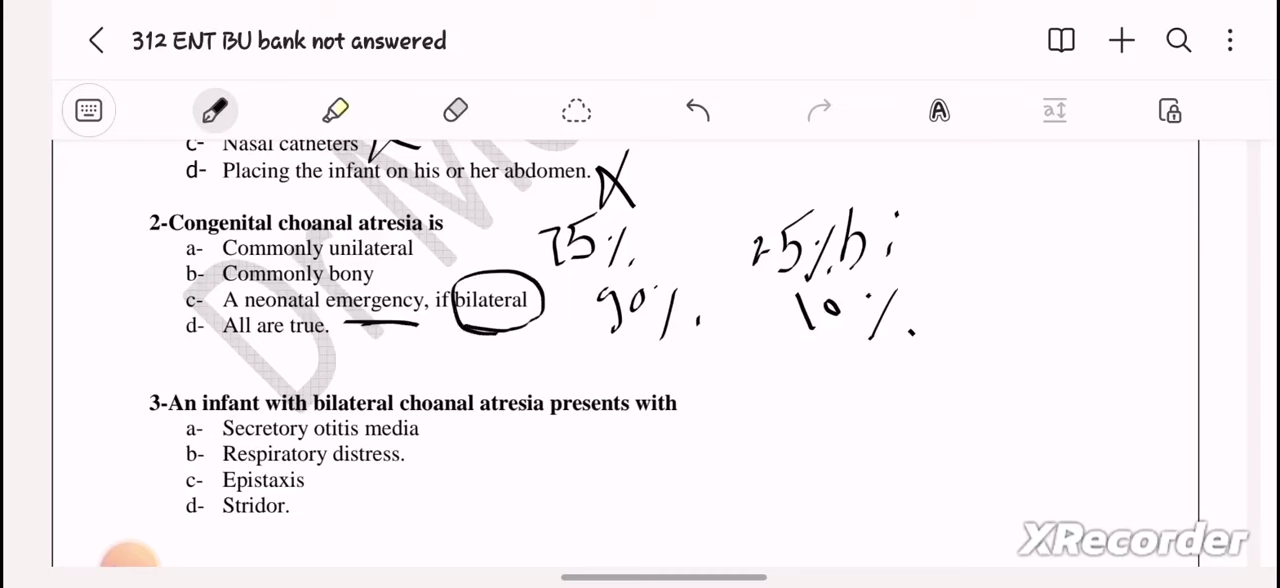 312 ENT BU bank not answered
c- Nasal catheters
d- Placing the infant on his or her abdomen. X
2-Congenital choanal atresia is
a- Commonly unilateral 75% 25% bi
b- Commonly bony
c- A neonatal emergency, if bilateral 90% 10%
d- All are true.
3-An infant with bilateral choanal atresia presents with
a- Secretory otitis media
b- Respiratory distress.
c- Epistaxis
d- Stridor.
XRecorder